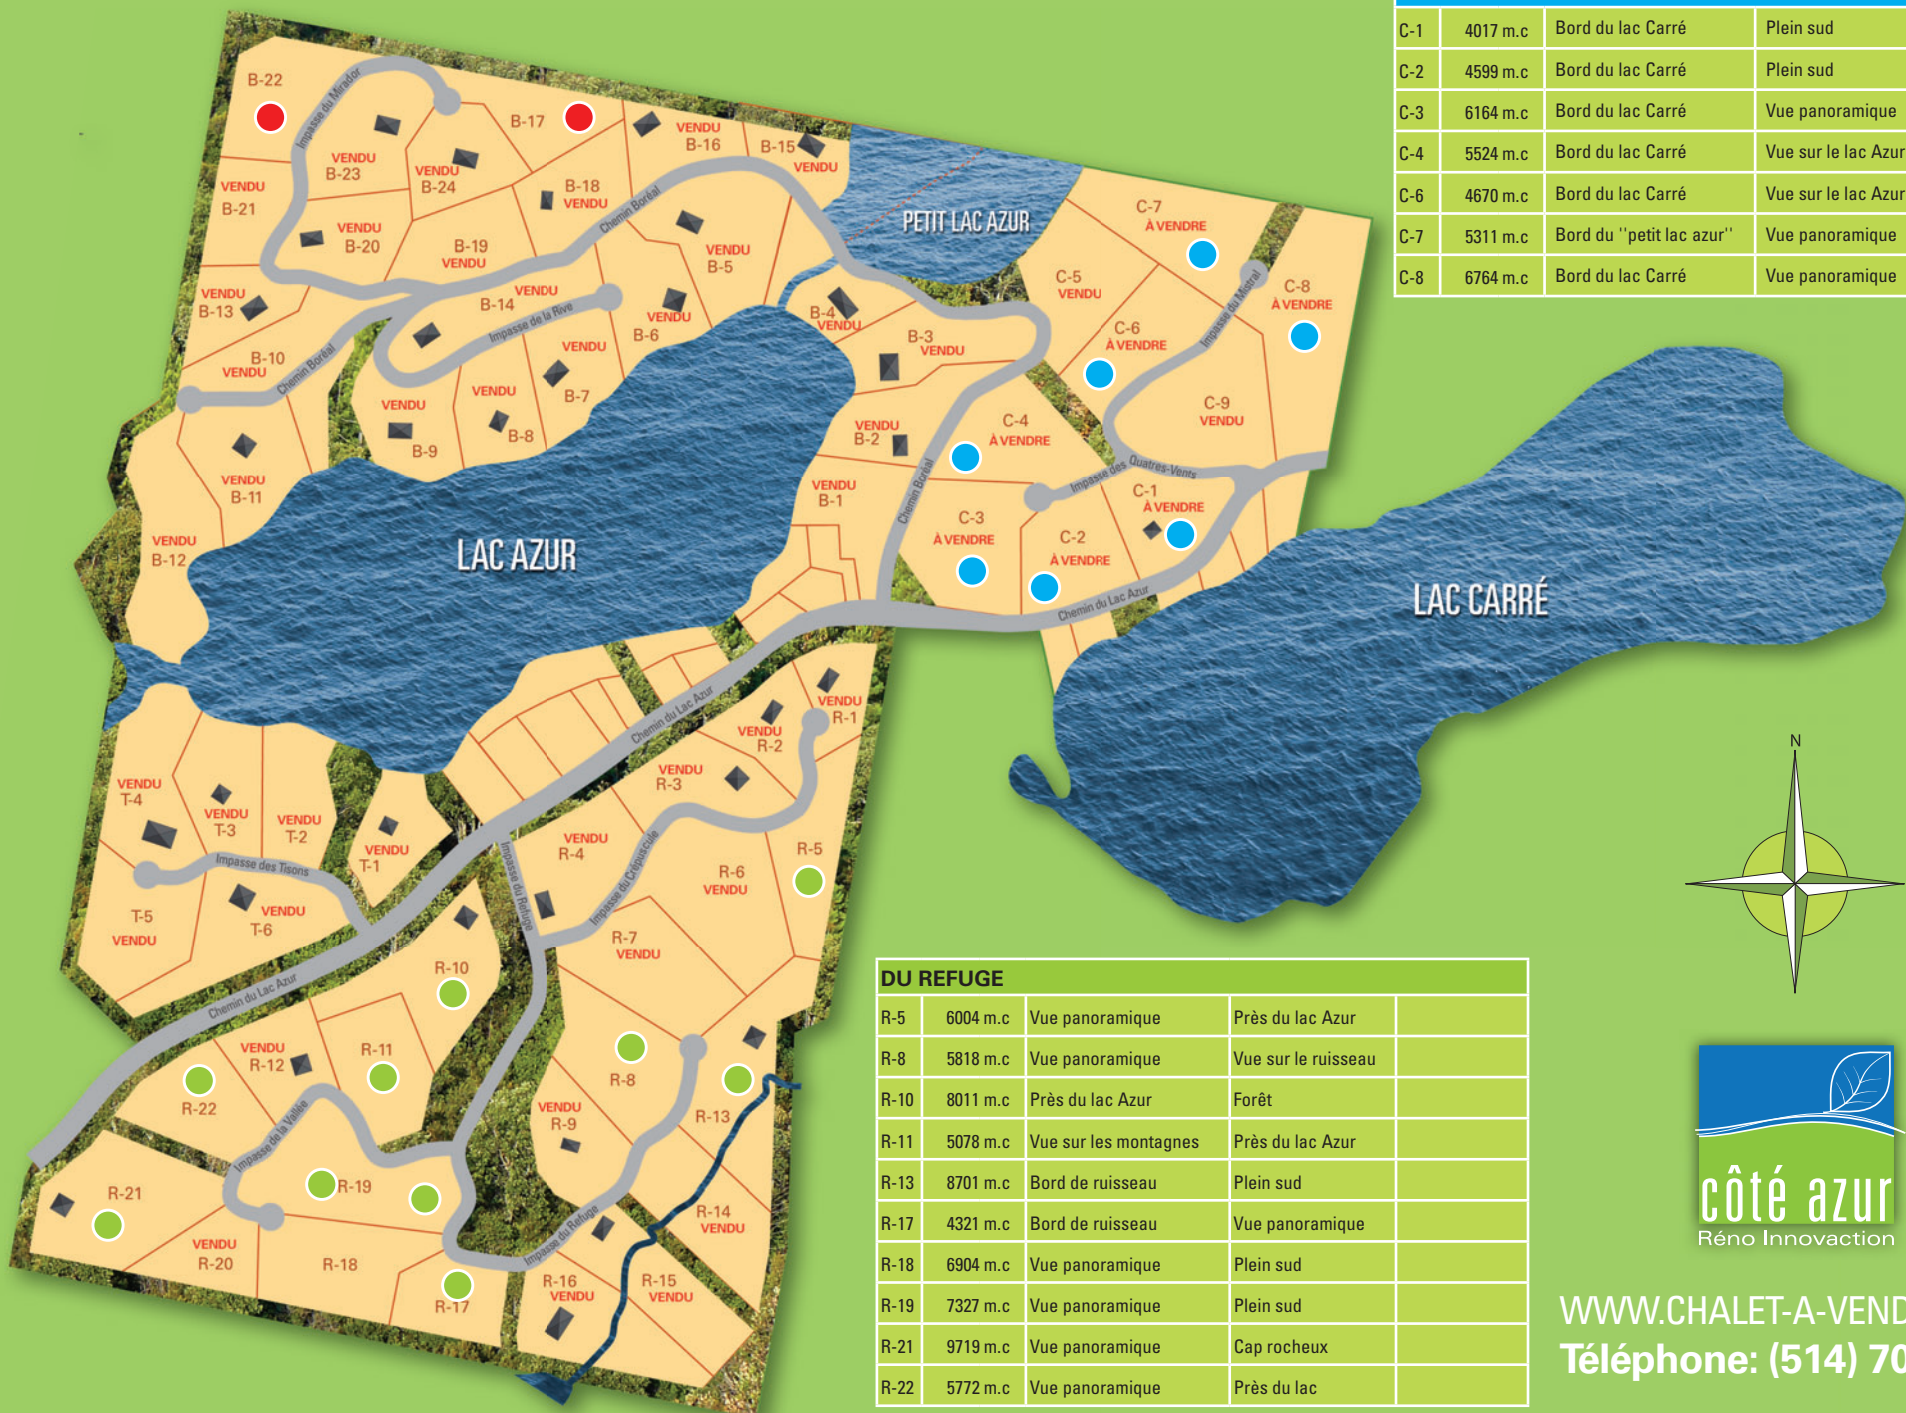 C-1 4017 m.c Bord du lac Carré Plein sud
C-2 4599 m.c Bord du lac Carré Plein sud
C-3 6164 m.c Bord du lac Carré Vue panoramique
C-4 5524 m.c Bord du lac Carré Vue sur le lac Azur
C-6 4670 m.c Bord du lac Carré Vue sur le lac Azur
C-7 5311 m.c Bord du ''petit lac azur'' Vue panoramique
C-8 6764 m.c Bord du lac Carré Vue panoramique
B-22
Impasse du Mirador
B-17
VENDU
B-16
B-15
VENDU
VENDU
B-23
VENDU
B-24
VENDU
B-21
B-18
VENDU
Chemin Boréal
VENDU
B-20
B-19
VENDU
VENDU
B-5
PETIT LAC AZUR
C-7
À VENDRE
C-5
VENDU
C-8
À VENDRE
Impasse du Mistral
VENDU
B-13
VENDU
B-14
Impasse de la Rive
VENDU
B-6
B-4
VENDU
B-3
VENDU
C-6
À VENDRE
B-10
VENDU
Chemin Boréal
VENDU
B-7
VENDU
B-9
VENDU
B-8
VENDU
B-2
C-4
À VENDRE
C-9
VENDU
VENDU
B-11
VENDU
B-1
Chemin Boréal
Impasse des Quatres-Vents
C-1
À VENDRE
C-3
À VENDRE
C-2
À VENDRE
VENDU
B-12
LAC AZUR
LAC CARRÉ
Chemin du Lac Azur
Chemin du Lac Azur
VENDU
R-1
VENDU
R-2
VENDU
R-3
VENDU
T-4
VENDU
T-3
VENDU
T-2
VENDU
T-1
VENDU
R-4
Impasse du Crépuscule
R-5
R-6
VENDU
Impasse des Tisons
Impasse du Refuge
T-5
VENDU
VENDU
T-6
R-7
VENDU
R-10
Chemin du Lac Azur
VENDU
R-12
R-11
R-8
R-22
VENDU
R-9
R-13
Impasse de la Vallée
R-21
R-19
R-14
VENDU
Impasse du Refuge
VENDU
R-20
R-18
R-17
R-16
VENDU
R-15
VENDU
N
DU REFUGE
R-5 6004 m.c Vue panoramique Près du lac Azur
R-8 5818 m.c Vue panoramique Vue sur le ruisseau
R-10 8011 m.c Près du lac Azur Forêt
R-11 5078 m.c Vue sur les montagnes Près du lac Azur
R-13 8701 m.c Bord de ruisseau Plein sud
R-17 4321 m.c Bord de ruisseau Vue panoramique
R-18 6904 m.c Vue panoramique Plein sud
R-19 7327 m.c Vue panoramique Plein sud
R-21 9719 m.c Vue panoramique Cap rocheux
R-22 5772 m.c Vue panoramique Près du lac
côté azur
Réno Innovaction
WWW.CHALET-A-VEND
Téléphone: (514) 70